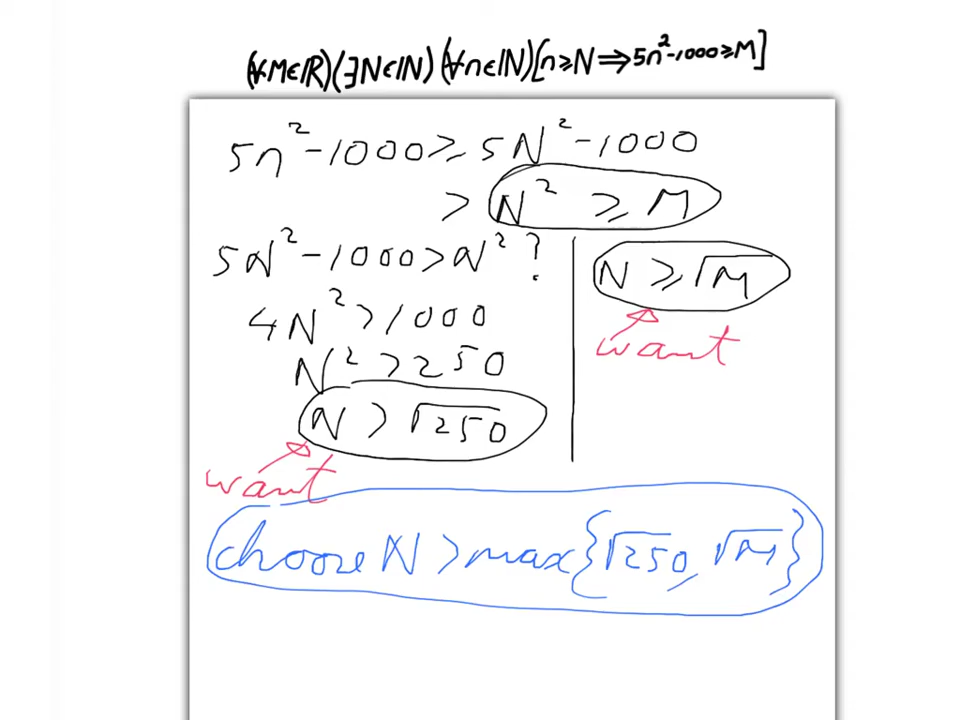 (∀M∈ℝ)(∃N∈ℕ)(∀n∈ℕ)[n≥N⟹5n²-1000≥M]
5n²-1000≥5N²-1000
> N² ≥ M
5N²-1000>N²?
4N²>1000
N²>250
N>√250
want
N≥√M
want
choose N>max{√250,√M}